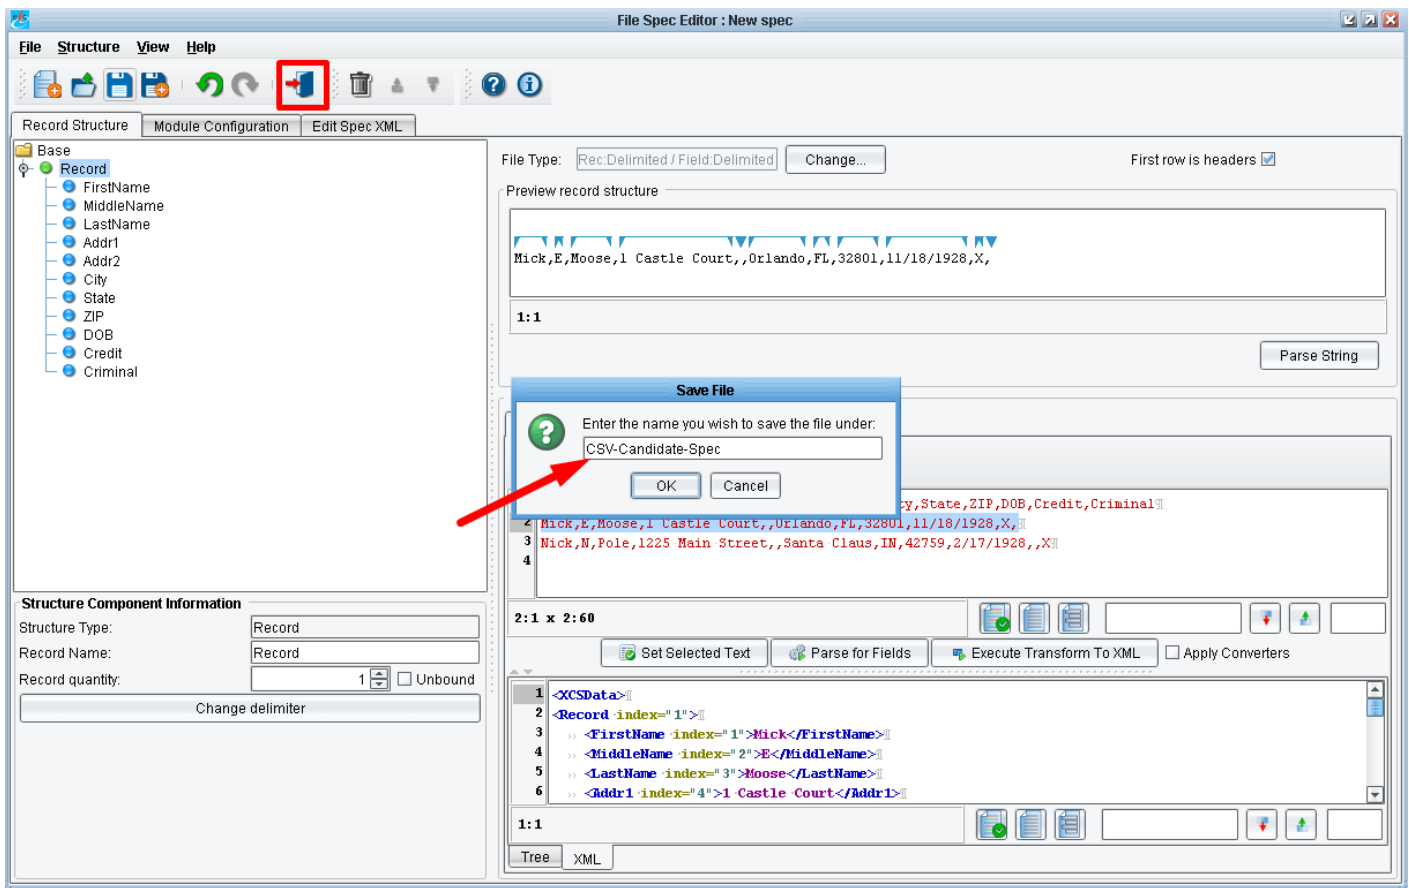 File Spec Editor : New spec
File Structure View Help
Record Structure Module Configuration Edit Spec XML
Base
Record
FirstName
MiddleName
LastName
Addr1
Addr2
City
State
ZIP
DOB
Credit
Criminal
Structure Component Information
Structure Type: Record
Record Name: Record
Record quantity: 1 Unbound
Change delimiter
File Type: Rec:Delimited / Field:Delimited Change... First row is headers
Preview record structure
Mick,E,Moose,1 Castle Court,,Orlando,FL,32801,11/18/1928,X,
1:1
Parse String
Save File
Enter the name you wish to save the file under:
CSV-Candidate-Spec
OK Cancel
ty,State,ZIP,DOB,Credit,Criminal
2 Mick,E,Moose,1 Castle Court,,Orlando,FL,32801,11/18/1928,X,
3 Nick,N,Pole,1225 Main Street,,Santa Claus,IN,42759,2/17/1928,,X
4
2:1 x 2:60
Set Selected Text Parse for Fields Execute Transform To XML Apply Converters
1 <XCSData>
2 <Record index="1">
3 <FirstName index="1">Mick</FirstName>
4 <MiddleName index="2">E</MiddleName>
5 <LastName index="3">Moose</LastName>
6 <Addr1 index="4">1 Castle Court</Addr1>
1:1
Tree XML